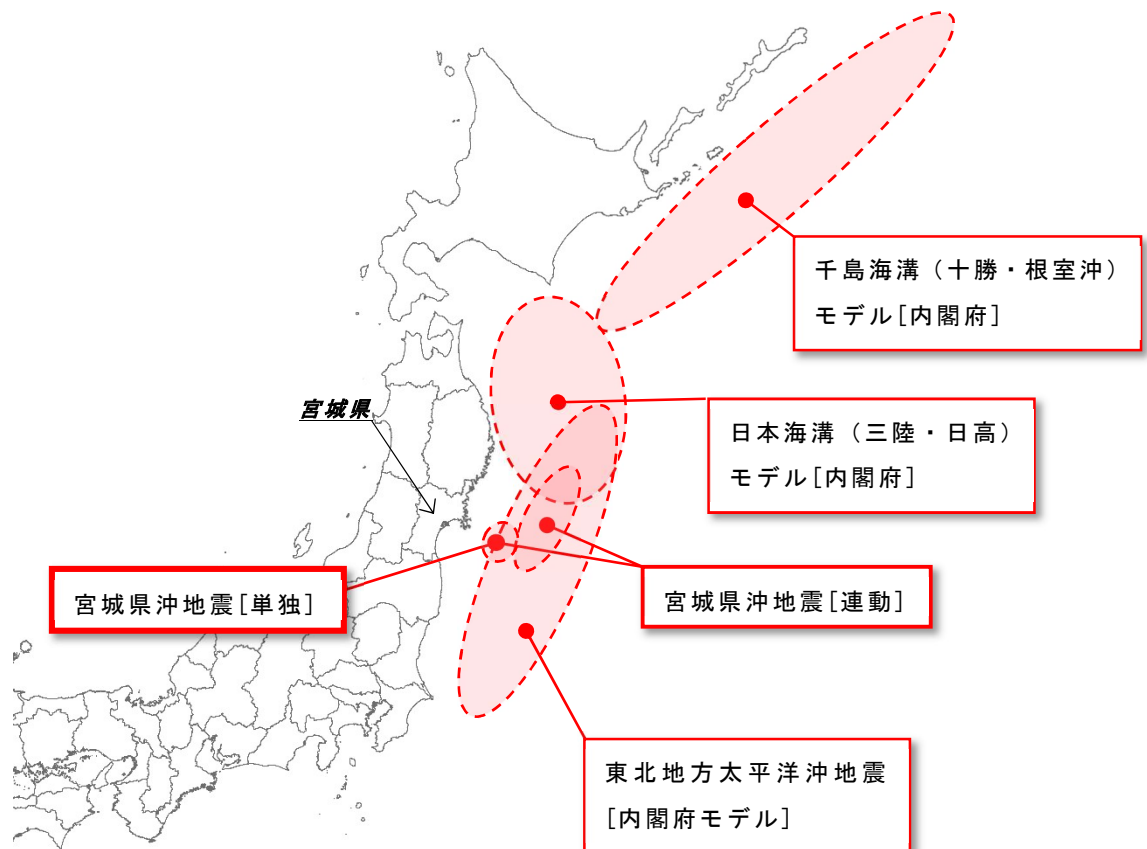 千島海溝（十勝・根室沖）
モデル[内閣府]
宮城県
日本海溝（三陸・日高）
モデル[内閣府]
宮城県沖地震[単独]
宮城県沖地震[連動]
東北地方太平洋沖地震
[内閣府モデル]